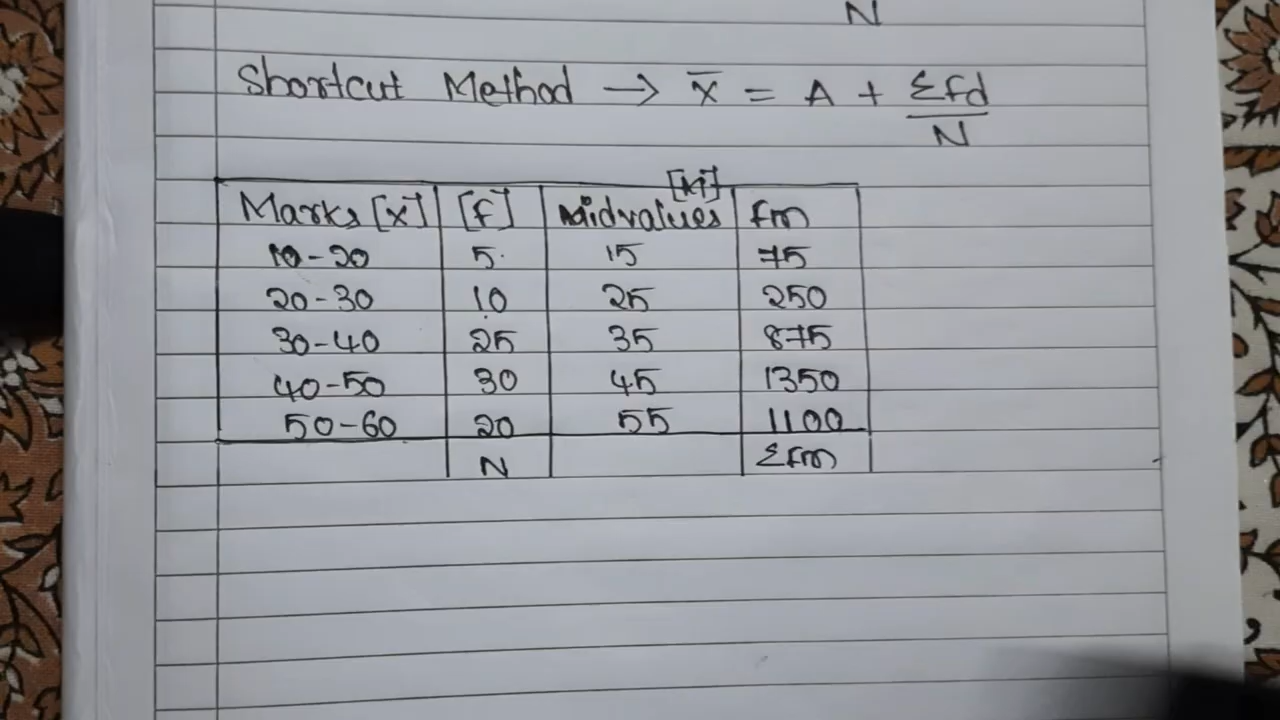 N
Shortcut Method → x̄ = A + Σfd
N
[M]
Marks [x] [f] Midvalues fm
10-20 5 15 75
20-30 10 25 250
30-40 25 35 875
40-50 30 45 1350
50-60 20 55 1100
N Σfm